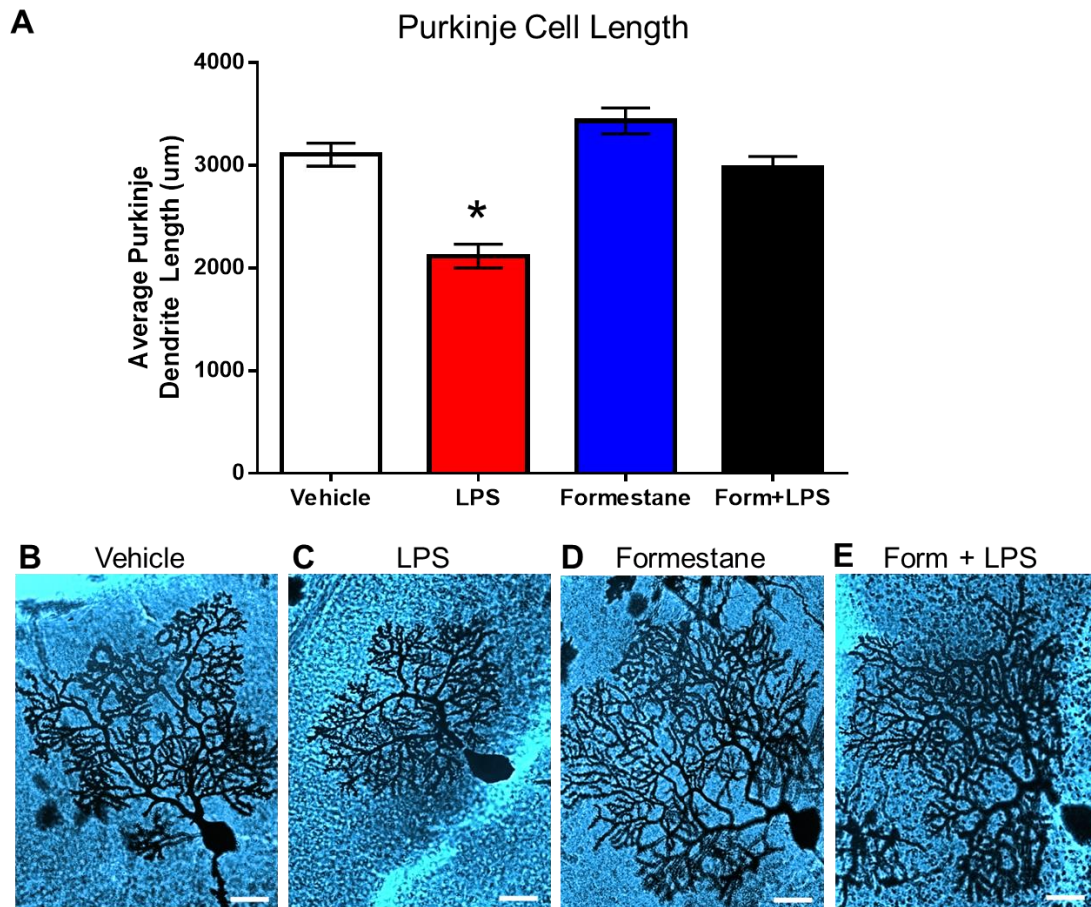 A
Purkinje Cell Length
Average Purkinje
Dendrite Length (um)
4000
3000
2000
1000
0
*
Vehicle LPS Formestane Form+LPS
B Vehicle C LPS D Formestane E Form + LPS